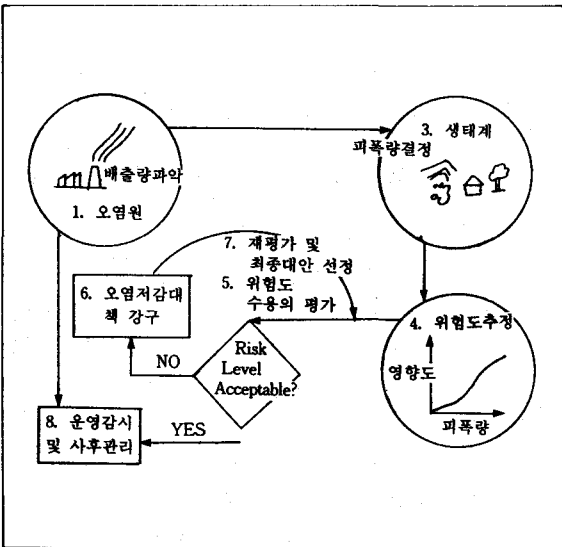 배출량파악
1. 오염원
3. 생태계
피폭량결정
7. 재평가 및
최종대안 선정
5. 위험도
수용의 평가
6. 오염저감대
책 강구
4. 위험도추정
영향도
피폭량
Risk
Level
Acceptable?
NO
YES
8. 운영감시
및 사후관리